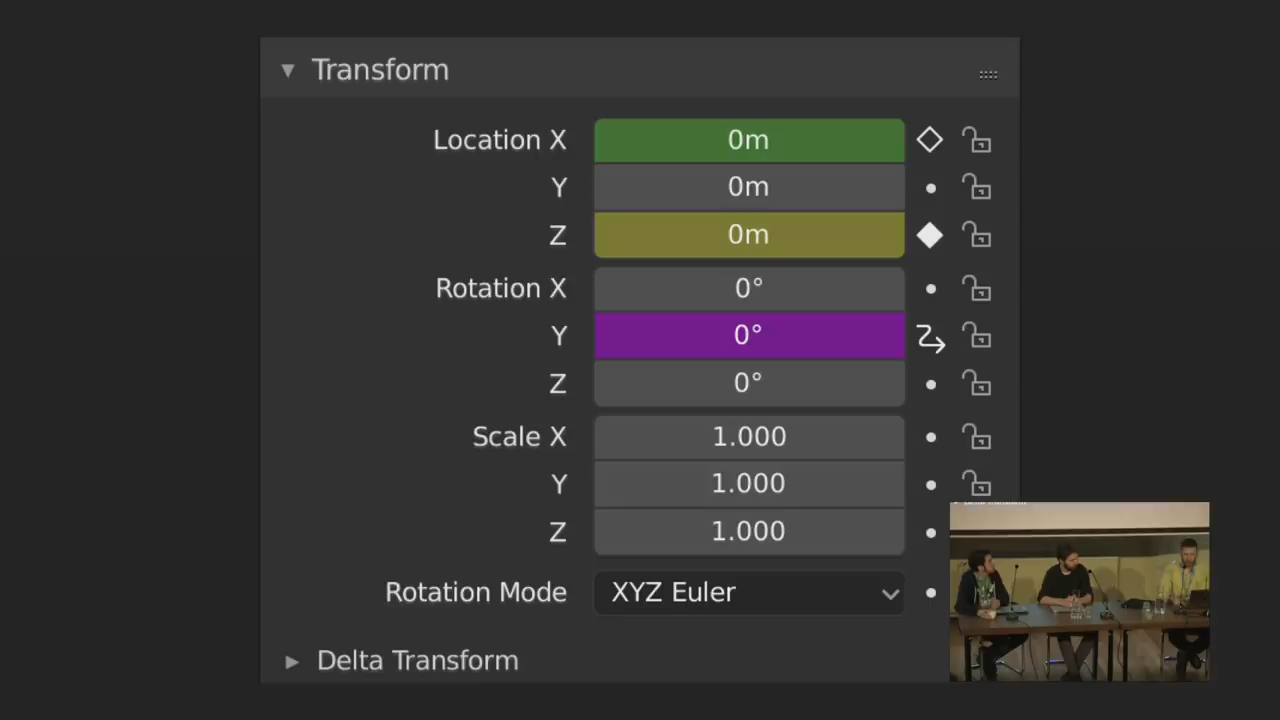 Transform
Location X 0m
Y 0m
Z 0m
Rotation X 0°
Y 0°
Z 0°
Scale X 1.000
Y 1.000
Z 1.000
Rotation Mode XYZ Euler
Delta Transform